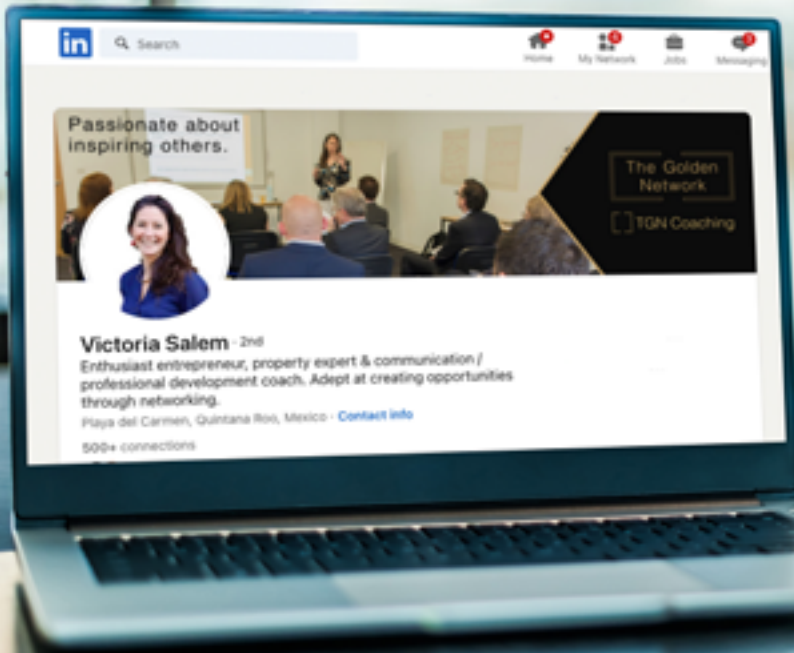 in
Search
Home
My Network
Jobs
Messaging
Passionate about
inspiring others.
The Golden
Network
TGN Coaching
Victoria Salem · 2nd
Enthusiast entrepreneur, property expert & communication /
professional development coach. Adept at creating opportunities
through networking.
Playa del Carmen, Quintana Roo, Mexico · Contact info
500+ connections